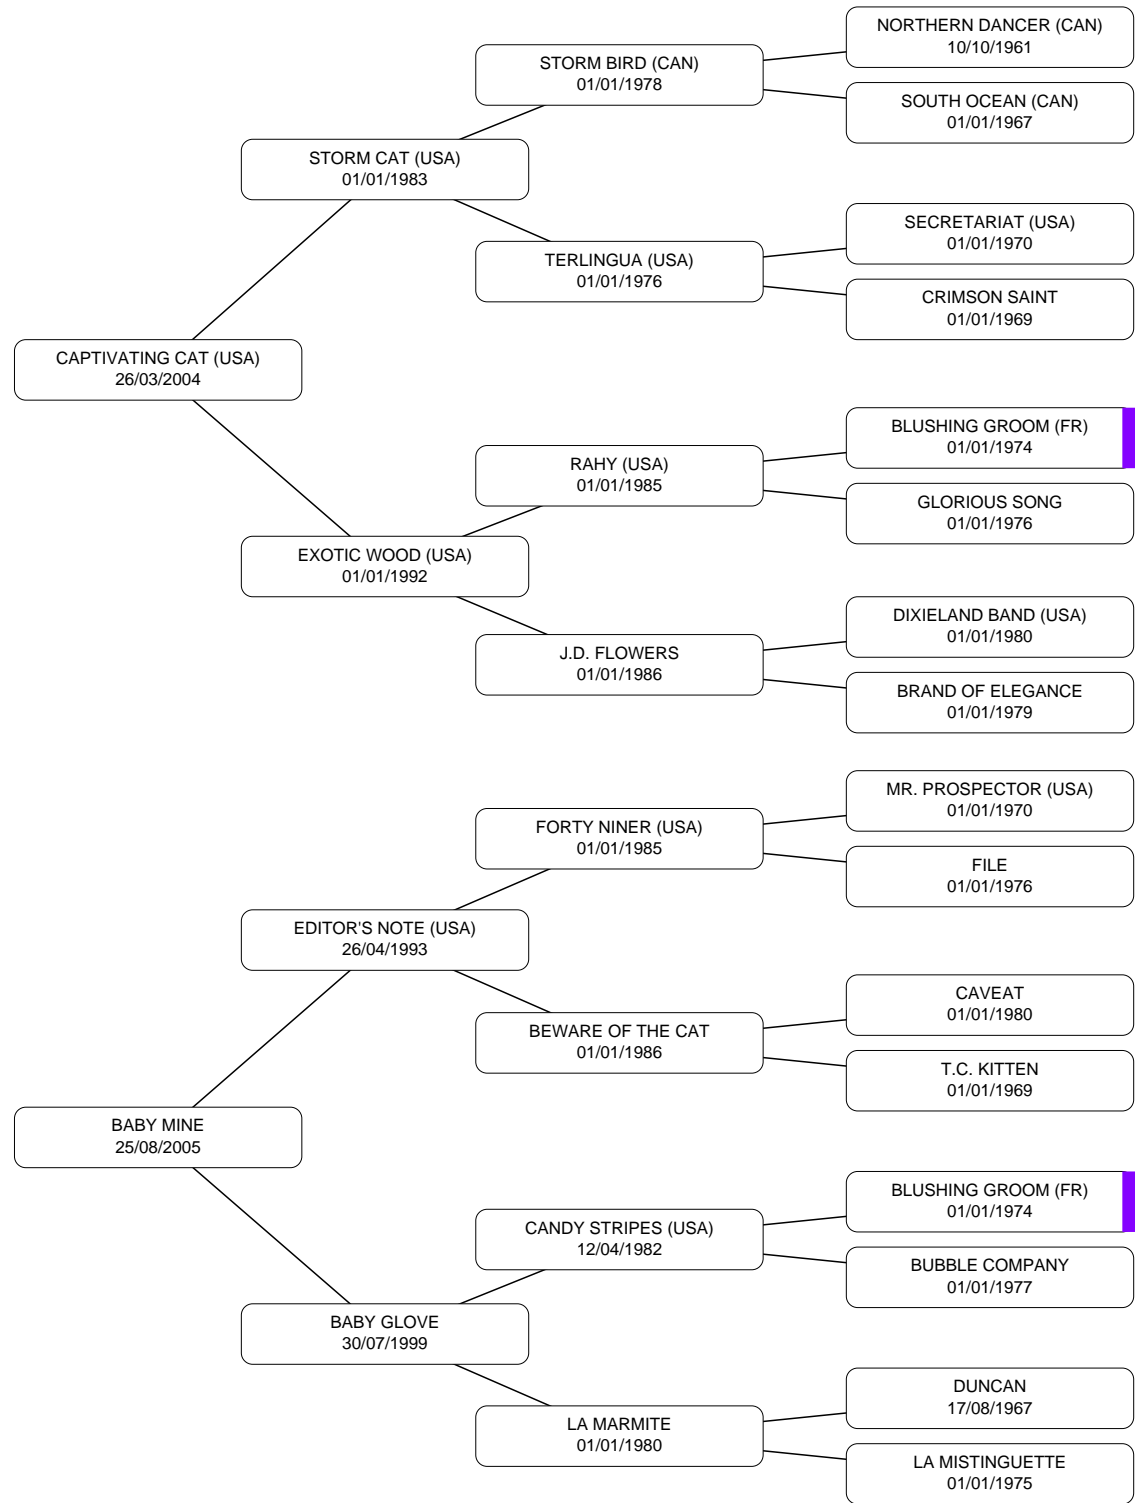 NORTHERN DANCER (CAN)
10/10/1961
STORM BIRD (CAN)
01/01/1978
SOUTH OCEAN (CAN)
01/01/1967
STORM CAT (USA)
01/01/1983
SECRETARIAT (USA)
01/01/1970
TERLINGUA (USA)
01/01/1976
CRIMSON SAINT
01/01/1969
CAPTIVATING CAT (USA)
26/03/2004
BLUSHING GROOM (FR)
01/01/1974
RAHY (USA)
01/01/1985
GLORIOUS SONG
01/01/1976
EXOTIC WOOD (USA)
01/01/1992
DIXIELAND BAND (USA)
01/01/1980
J.D. FLOWERS
01/01/1986
BRAND OF ELEGANCE
01/01/1979
MR. PROSPECTOR (USA)
01/01/1970
FORTY NINER (USA)
01/01/1985
FILE
01/01/1976
EDITOR'S NOTE (USA)
26/04/1993
CAVEAT
01/01/1980
BEWARE OF THE CAT
01/01/1986
T.C. KITTEN
01/01/1969
BABY MINE
25/08/2005
BLUSHING GROOM (FR)
01/01/1974
CANDY STRIPES (USA)
12/04/1982
BUBBLE COMPANY
01/01/1977
BABY GLOVE
30/07/1999
DUNCAN
17/08/1967
LA MARMITE
01/01/1980
LA MISTINGUETTE
01/01/1975